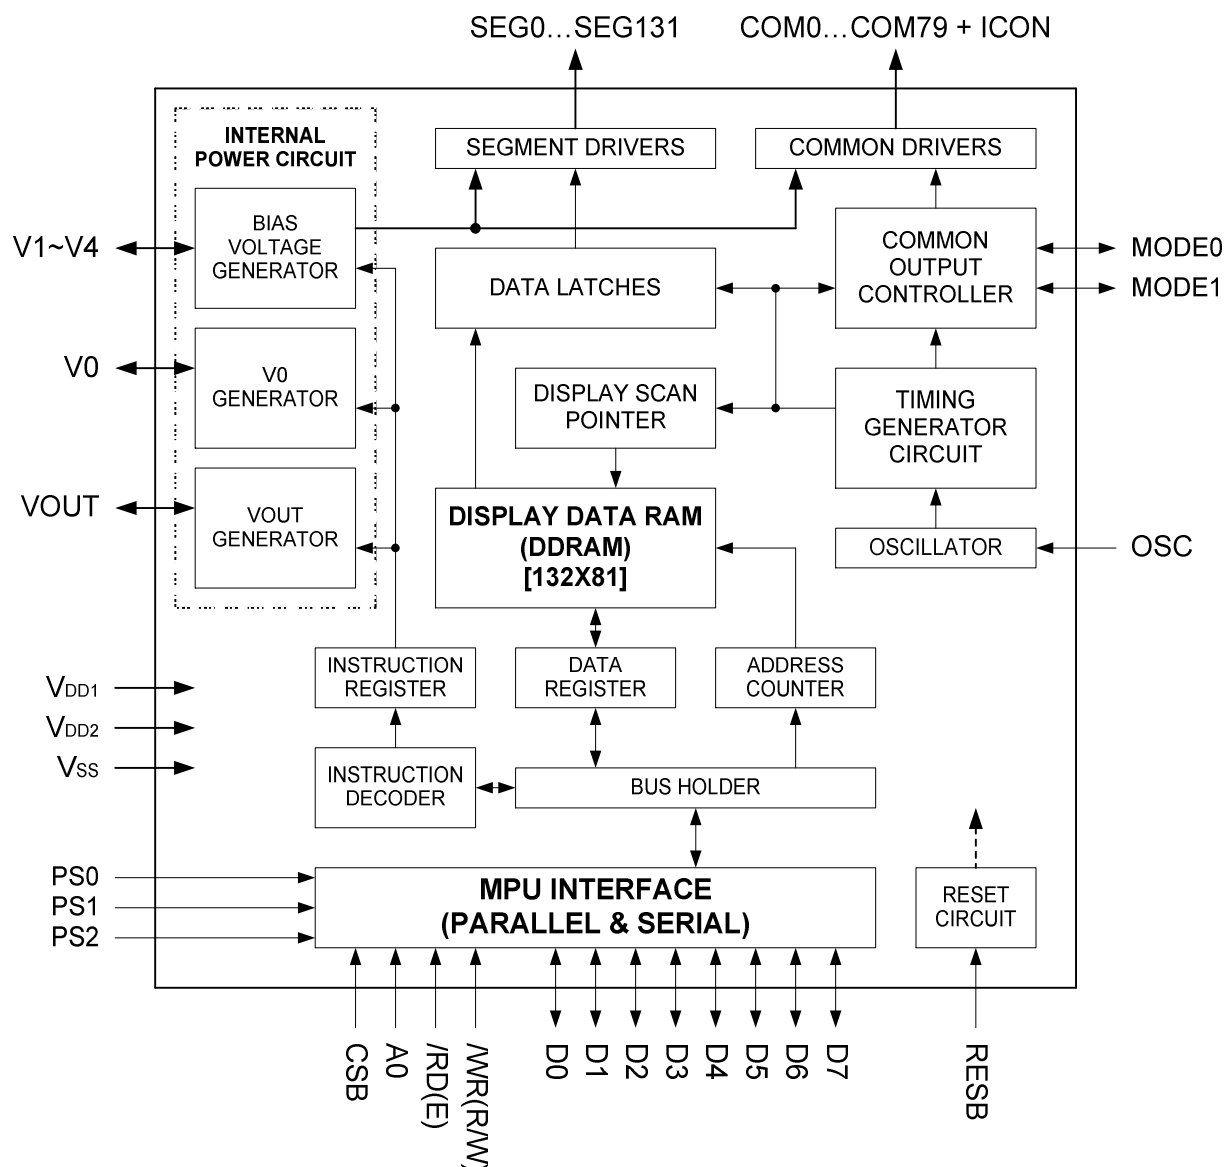 SEG0…SEG131
COM0…COM79 + ICON
INTERNAL
POWER CIRCUIT
SEGMENT DRIVERS
COMMON DRIVERS
BIAS
VOLTAGE
GENERATOR
V1~V4
DATA LATCHES
COMMON
OUTPUT
CONTROLLER
MODE0
MODE1
V0
V0
GENERATOR
DISPLAY SCAN
POINTER
TIMING
GENERATOR
CIRCUIT
VOUT
VOUT
GENERATOR
DISPLAY DATA RAM
(DDRAM)
[132X81]
OSCILLATOR
OSC
INSTRUCTION
REGISTER
DATA
REGISTER
ADDRESS
COUNTER
VDD1
VDD2
VSS
INSTRUCTION
DECODER
BUS HOLDER
PS0
PS1
PS2
MPU INTERFACE
(PARALLEL & SERIAL)
RESET
CIRCUIT
CSB
A0
/RD(E)
/WR(R/W)
D0
D1
D2
D3
D4
D5
D6
D7
RESB